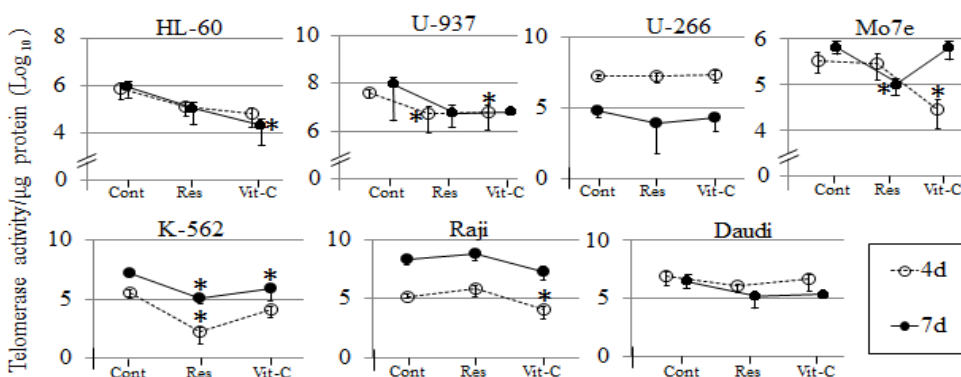 HL-60 U-937 U-266 Mo7e
Telomerase activity/μg protein (Log₁₀)
8
6
4
0
Cont Res Vit-C
*
10
8
6
0
Cont Res Vit-C
* *
10
5
0
Cont Res Vit-C
6
5
4
0
Cont Res Vit-C
* *
K-562 Raji Daudi
10
5
0
Cont Res Vit-C
* * *
10
5
0
Cont Res Vit-C
*
10
5
0
Cont Res Vit-C
4d
7d